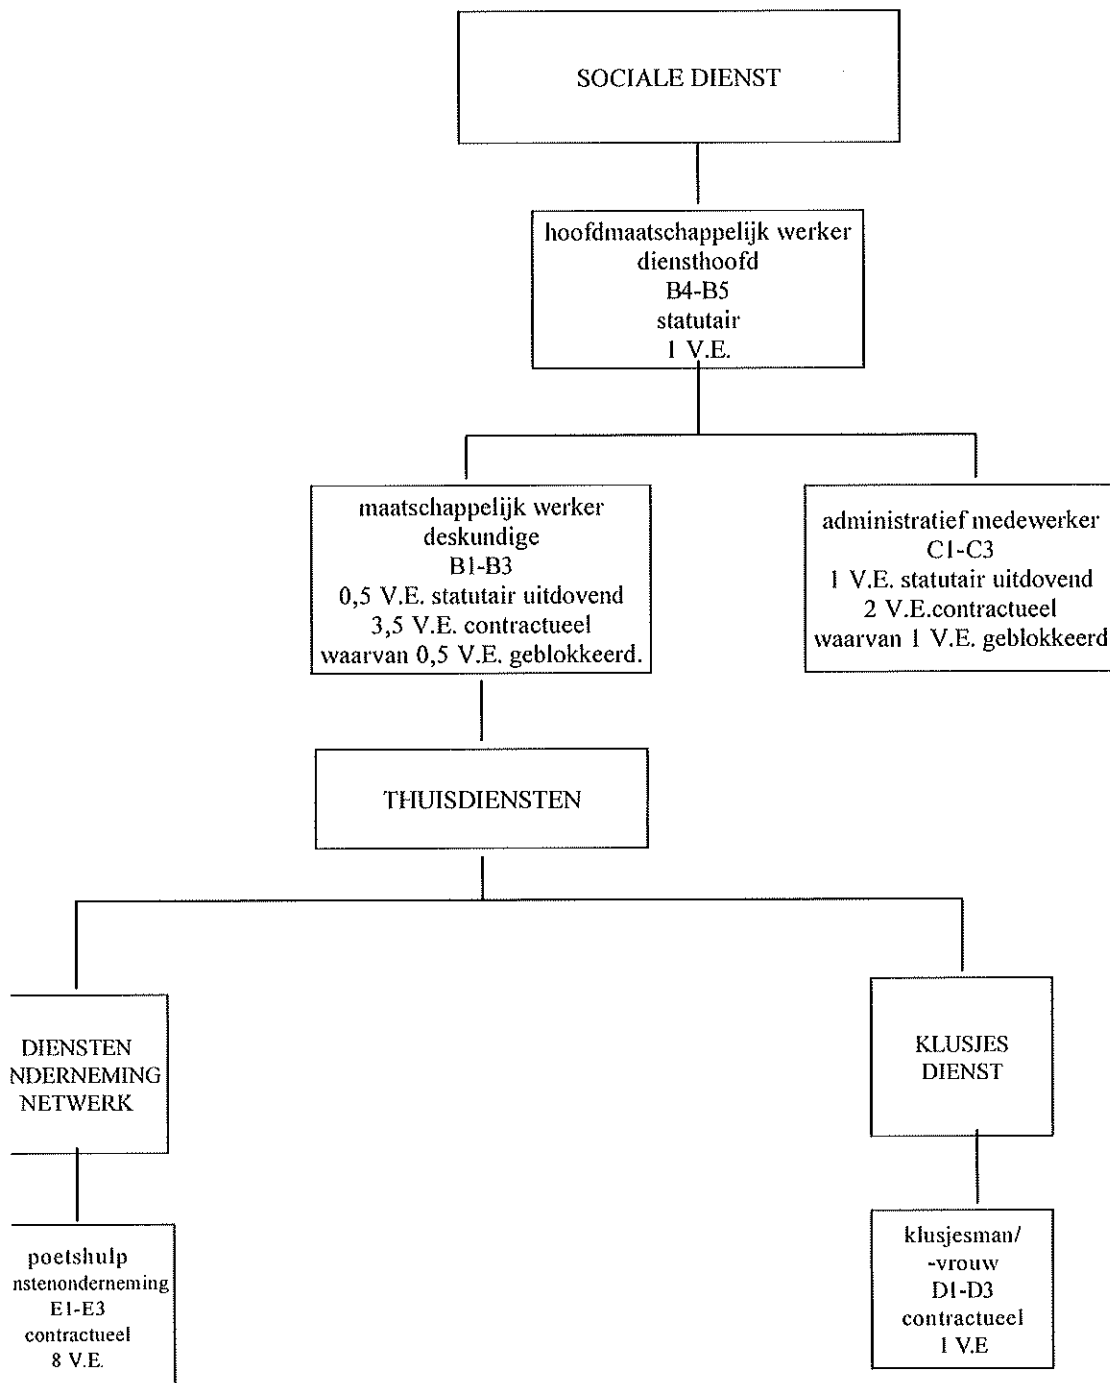 SOCIALE DIENST
hoofdmaatschappelijk werker
diensthoofd
B4-B5
statutair
1 V.E.
maatschappelijk werker
deskundige
B1-B3
0,5 V.E. statutair uitdovend
3,5 V.E. contractueel
waarvan 0,5 V.E. geblokkeerd.
administratief medewerker
C1-C3
1 V.E. statutair uitdovend
2 V.E.contractueel
waarvan 1 V.E. geblokkeerd
THUISDIENSTEN
DIENSTEN
NDERNEMING
NETWERK
KLUSJES
DIENST
poetshulp
nstenonderneming
E1-E3
contractueel
8 V.E.
klusjesman/
-vrouw
D1-D3
contractueel
1 V.E